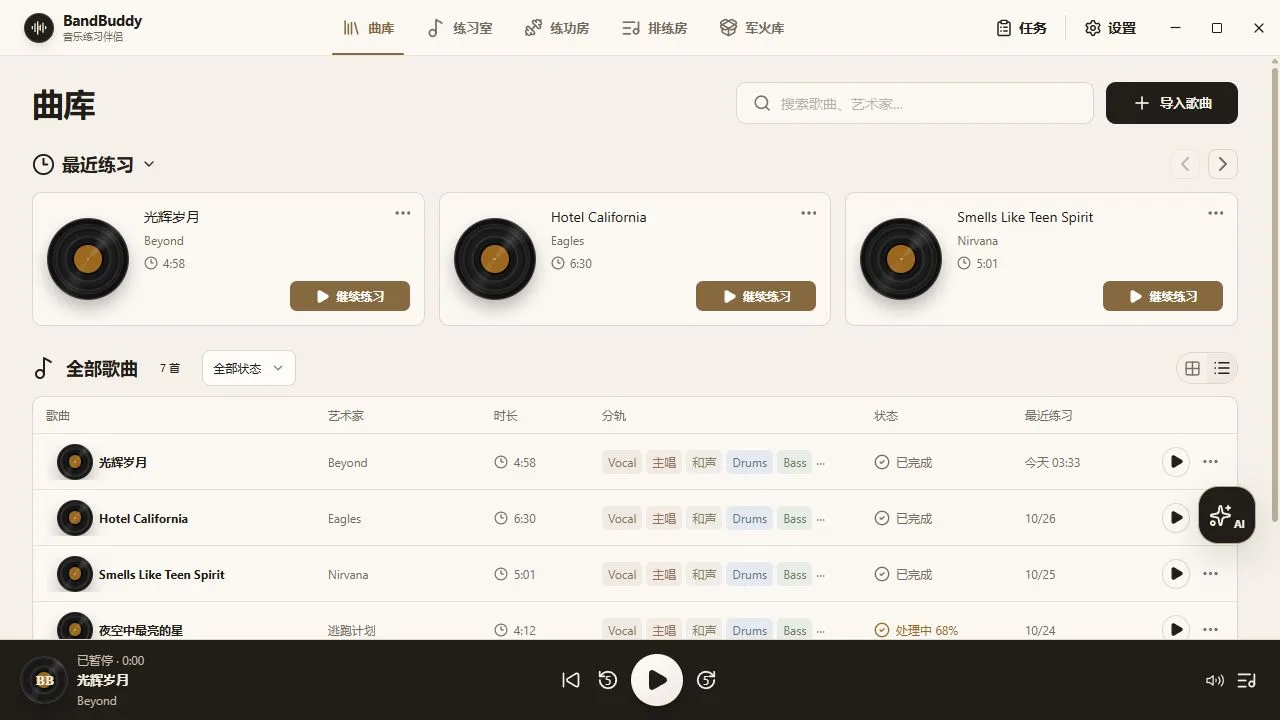 BandBuddy
音乐练习伴侣
曲库
练习室
练功房
排练房
军火库
任务
设置
曲库
搜索歌曲、艺术家...
导入歌曲
最近练习
光辉岁月
Beyond
4:58
继续练习
Hotel California
Eagles
6:30
继续练习
Smells Like Teen Spirit
Nirvana
5:01
继续练习
全部歌曲 7 首 全部状态
歌曲 艺术家 时长 分轨 状态 最近练习
光辉岁月 Beyond 4:58 Vocal 主唱 和声 Drums Bass ... 已完成 今天 03:33
Hotel California Eagles 6:30 Vocal 主唱 和声 Drums Bass ... 已完成 10/26
Smells Like Teen Spirit Nirvana 5:01 Vocal 主唱 和声 Drums Bass ... 已完成 10/25
夜空中最亮的星 逃跑计划 4:12 Vocal 主唱 和声 Drums Bass ... 处理中 68% 10/24
AI
BB
已暂停 · 0:00
光辉岁月
Beyond
5
5